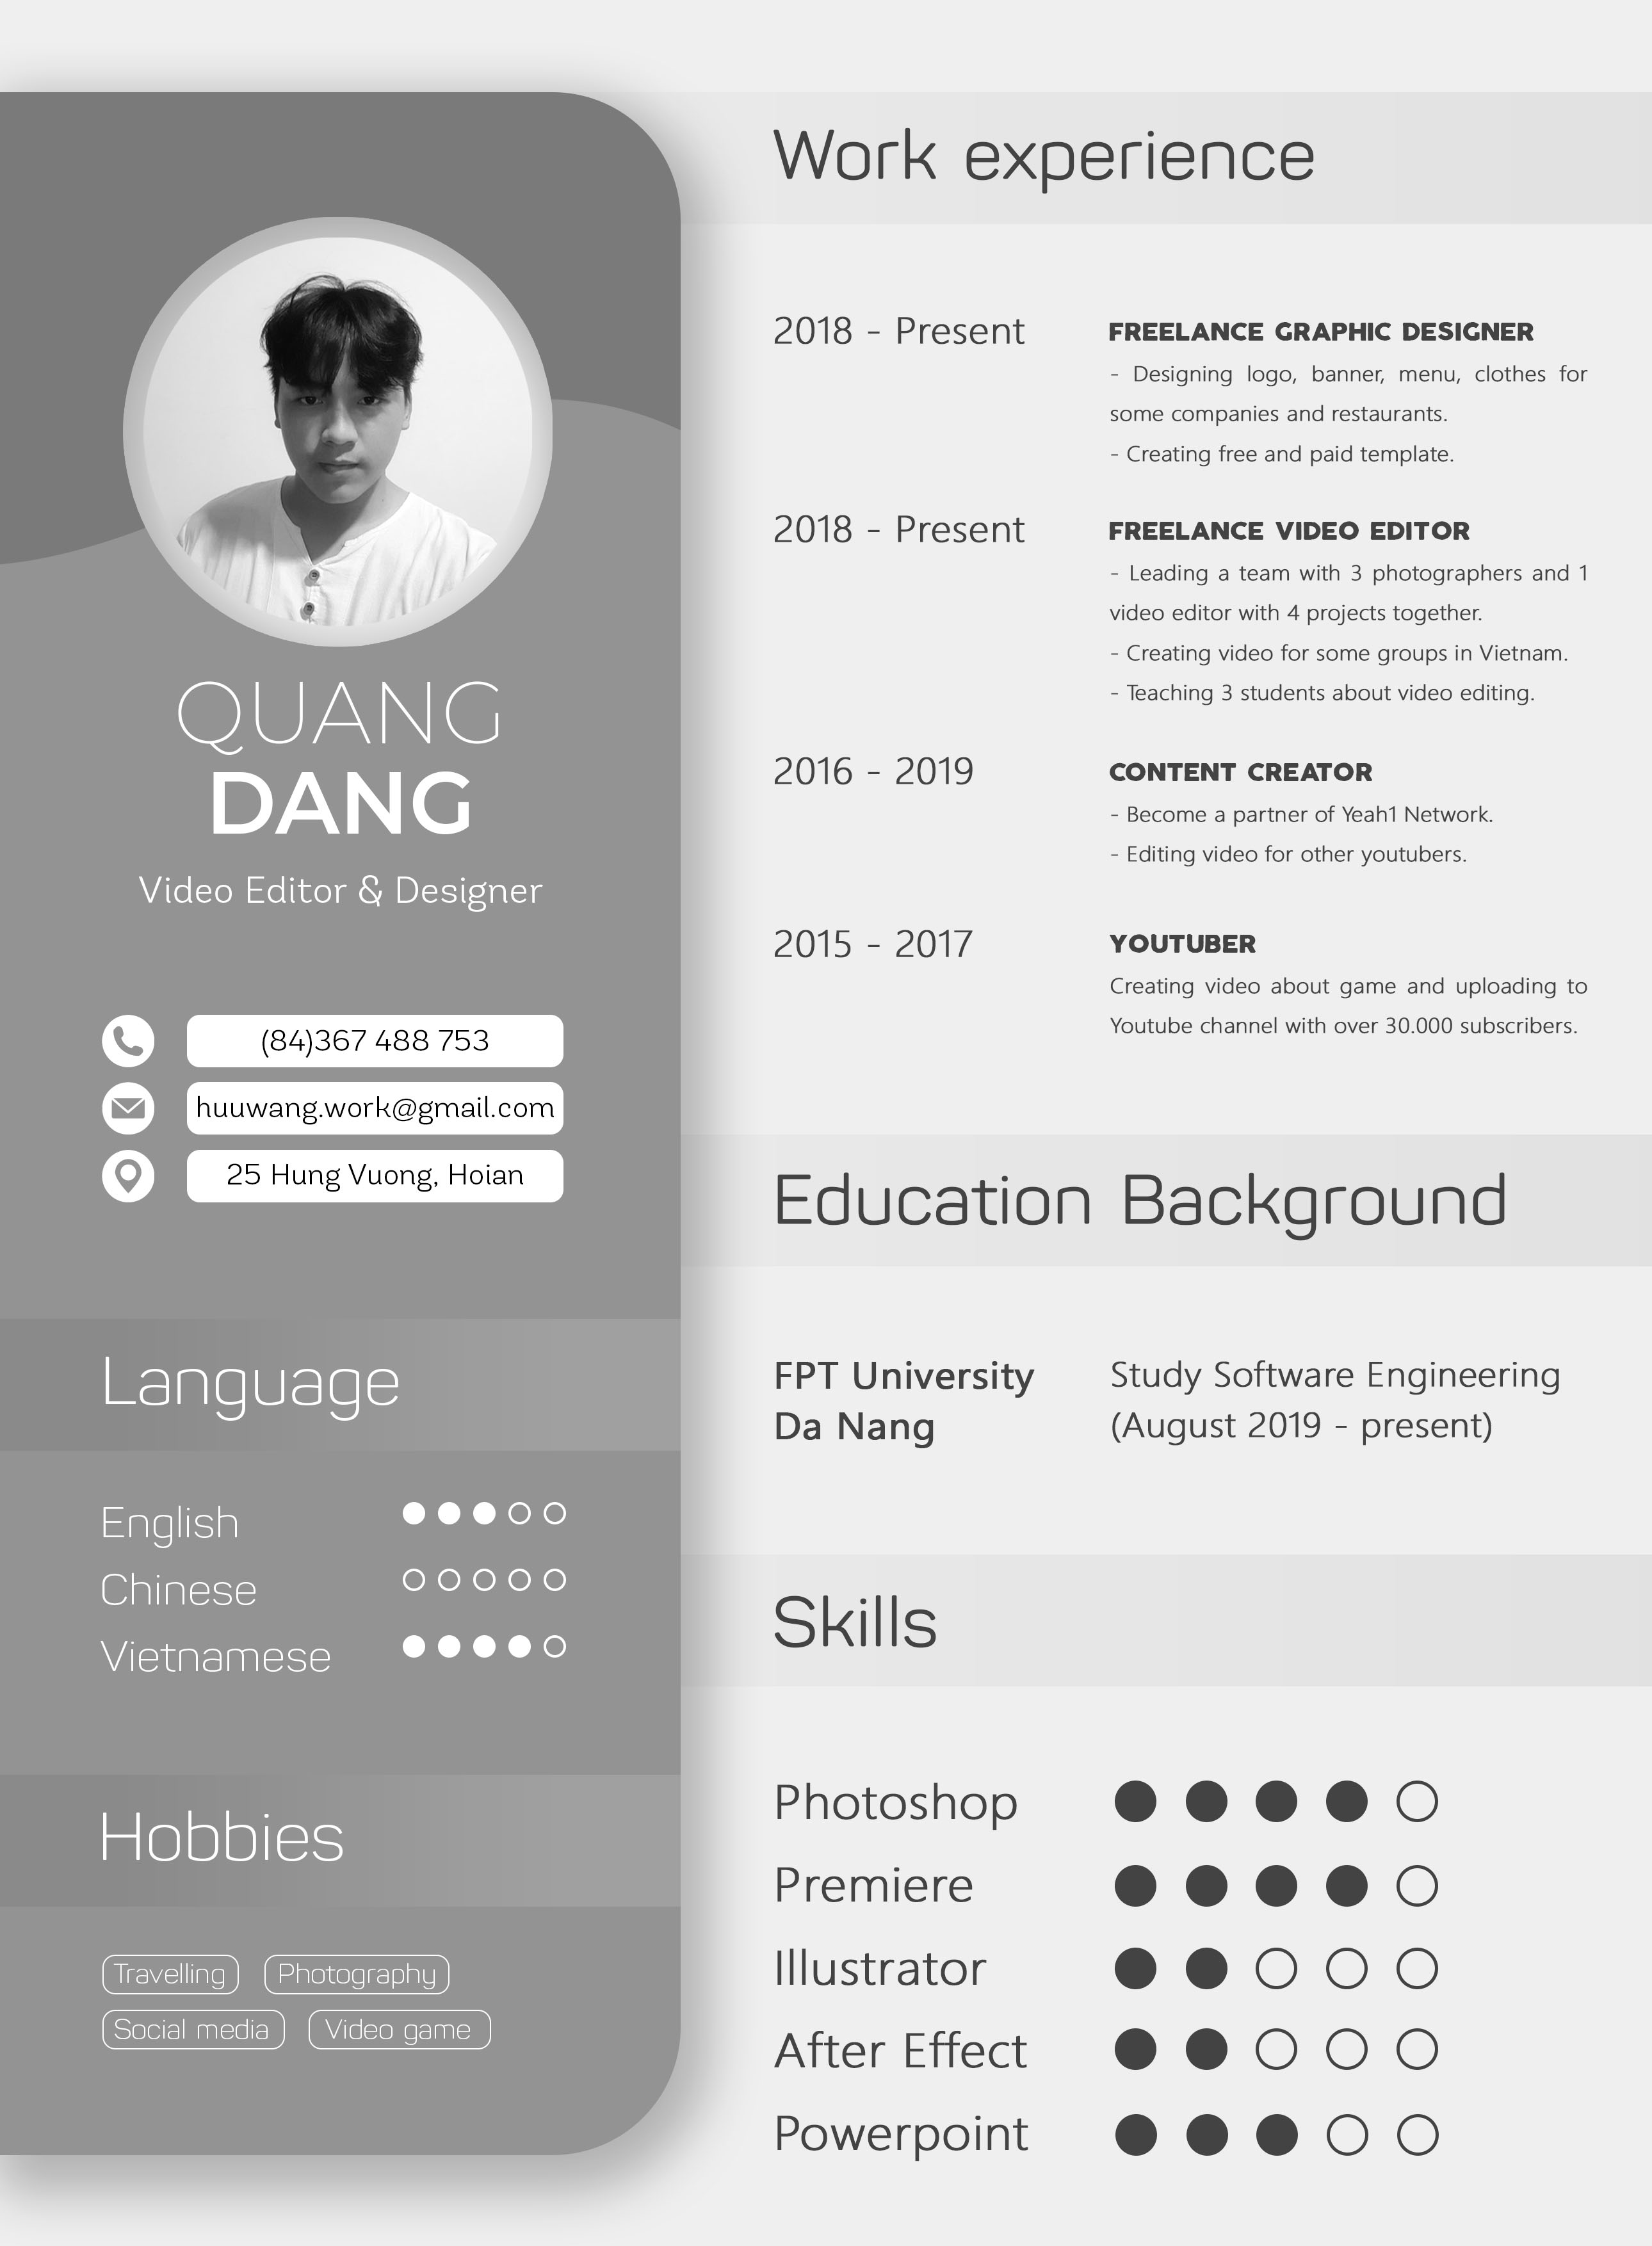 QUANG
DANG
Video Editor & Designer
(84)367 488 753
huuwang.work@gmail.com
25 Hung Vuong, Hoian
Language
English
Chinese
Vietnamese
Hobbies
Travelling
Photography
Social media
Video game
Work experience
2018 - Present
FREELANCE GRAPHIC DESIGNER
- Designing logo, banner, menu, clothes for
some companies and restaurants.
- Creating free and paid template.
2018 - Present
FREELANCE VIDEO EDITOR
- Leading a team with 3 photographers and 1
video editor with 4 projects together.
- Creating video for some groups in Vietnam.
- Teaching 3 students about video editing.
2016 - 2019
CONTENT CREATOR
- Become a partner of Yeah1 Network.
- Editing video for other youtubers.
2015 - 2017
YOUTUBER
Creating video about game and uploading to
Youtube channel with over 30.000 subscribers.
Education Background
FPT University
Da Nang
Study Software Engineering
(August 2019 - present)
Skills
Photoshop
Premiere
Illustrator
After Effect
Powerpoint